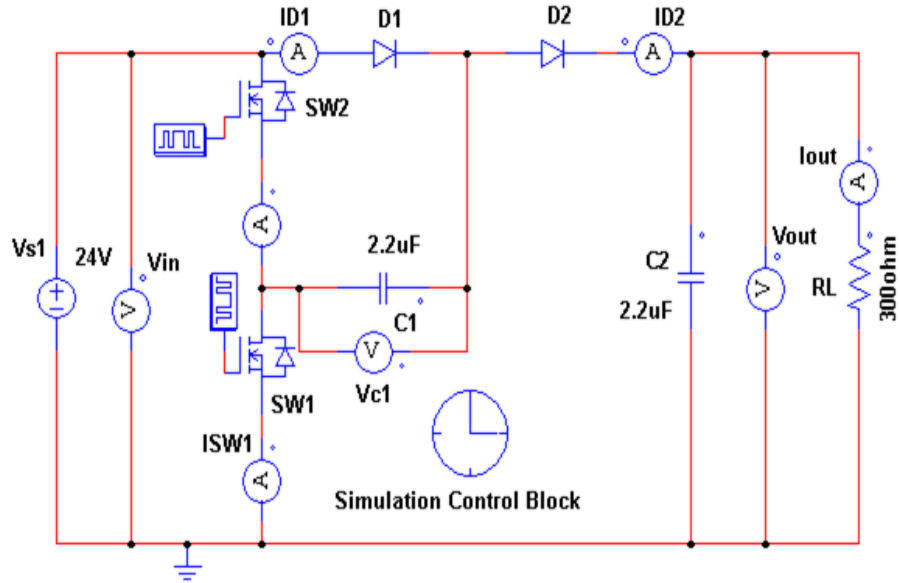 ID1
D1
D2
ID2
A
A
SW2
Iout
A
A
Vs1
24V
Vin
2.2uF
C2
Vout
V
C1
2.2uF
V
RL
300ohm
V
Vc1
SW1
ISW1
A
Simulation Control Block